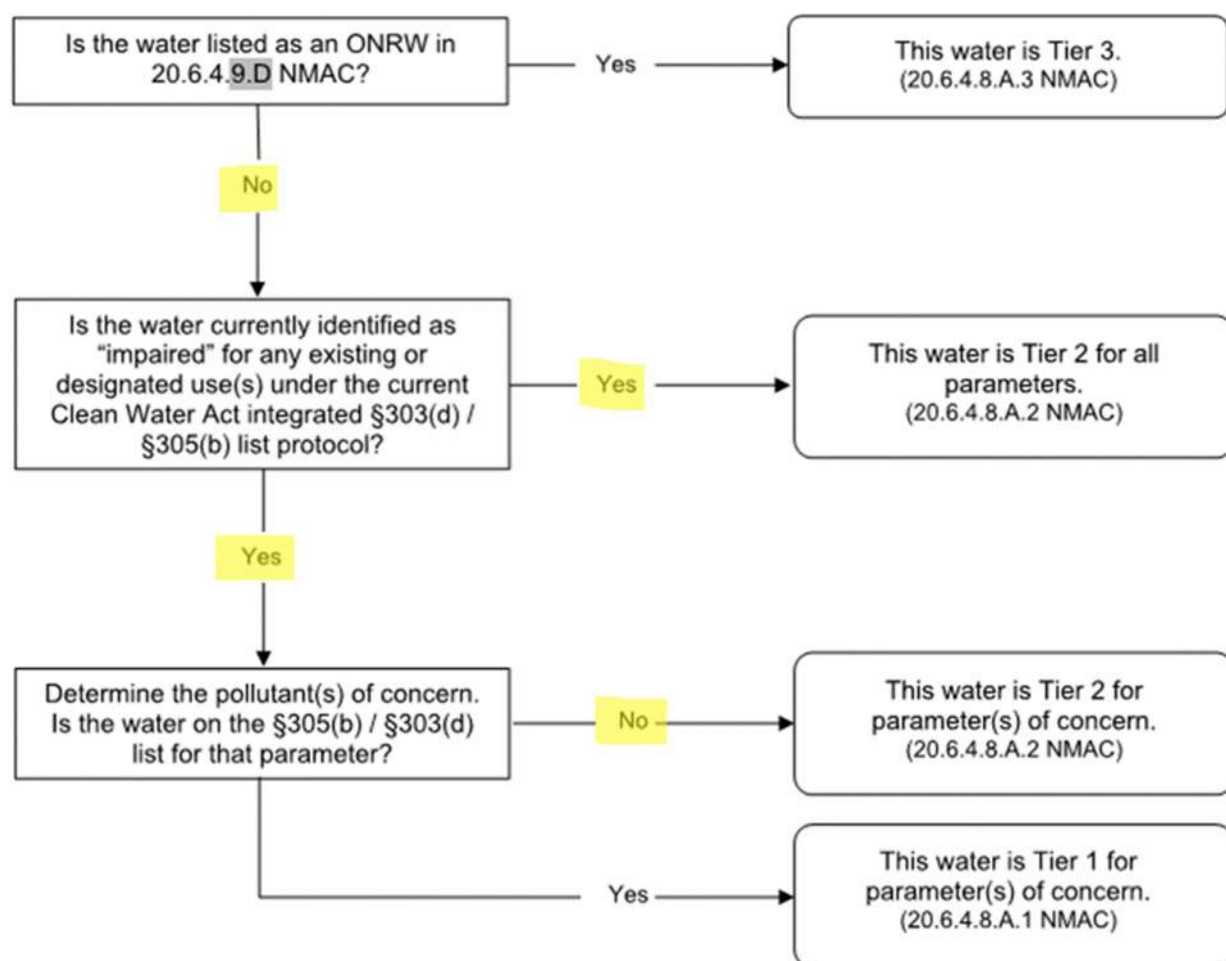 Is the water listed as an ONRW in
20.6.4.9.D NMAC?
Yes
This water is Tier 3.
(20.6.4.8.A.3 NMAC)
No
Is the water currently identified as
“impaired” for any existing or
designated use(s) under the current
Clean Water Act integrated §303(d) /
§305(b) list protocol?
Yes
This water is Tier 2 for all
parameters.
(20.6.4.8.A.2 NMAC)
Yes
Determine the pollutant(s) of concern.
Is the water on the §305(b) / §303(d)
list for that parameter?
No
This water is Tier 2 for
parameter(s) of concern.
(20.6.4.8.A.2 NMAC)
Yes
This water is Tier 1 for
parameter(s) of concern.
(20.6.4.8.A.1 NMAC)